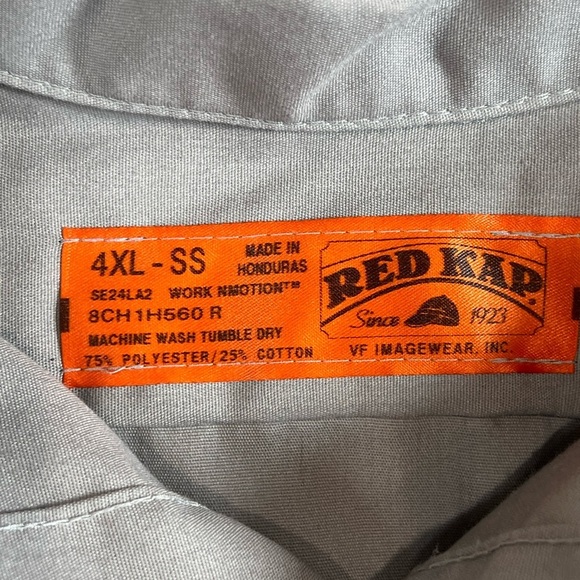 4XL - SS
MADE IN
HONDURAS
SE24LA2 WORK NMOTION™
8CH1H560 R
MACHINE WASH TUMBLE DRY
75% POLYESTER/25% COTTON
RED KAP®
Since 1923
VF IMAGEWEAR, INC.